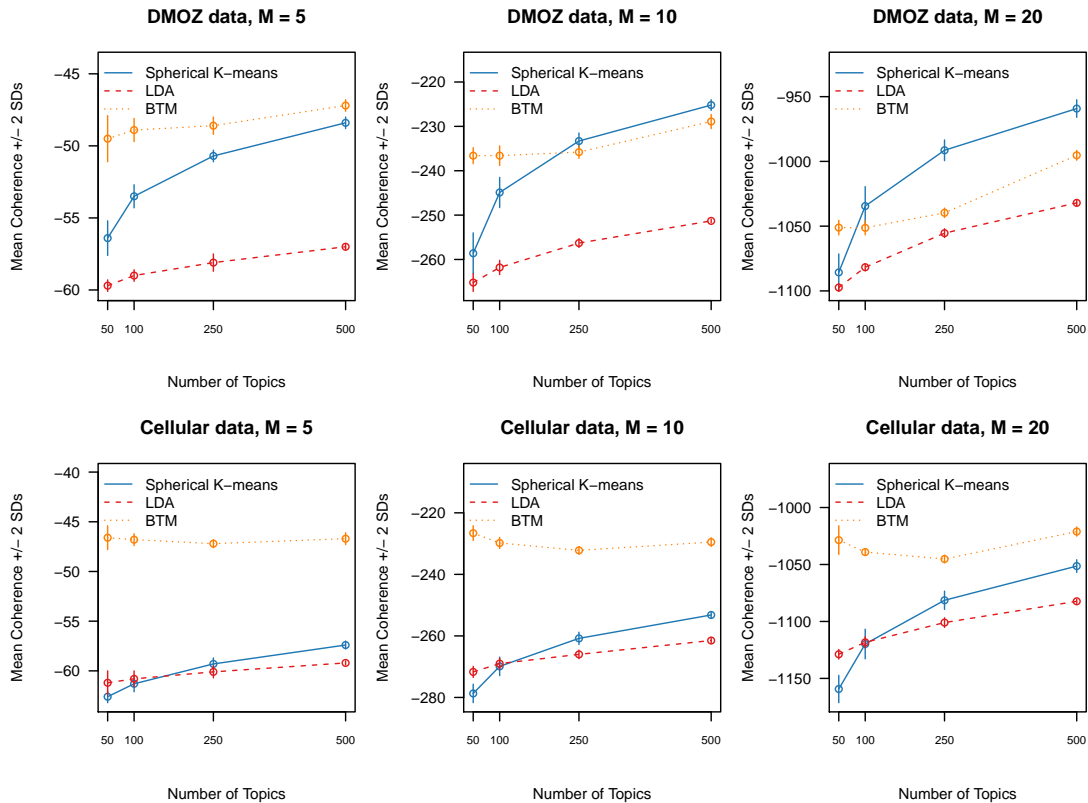 DMOZ data, M = 5
Mean Coherence +/− 2 SDs
−45
−50
−55
−60
Spherical K−means
LDA
BTM
50 100 250 500
Number of Topics
DMOZ data, M = 10
Mean Coherence +/− 2 SDs
−220
−230
−240
−250
−260
Spherical K−means
LDA
BTM
50 100 250 500
Number of Topics
DMOZ data, M = 20
Mean Coherence +/− 2 SDs
−950
−1000
−1050
−1100
Spherical K−means
LDA
BTM
50 100 250 500
Number of Topics
Cellular data, M = 5
Mean Coherence +/− 2 SDs
−40
−45
−50
−55
−60
Spherical K−means
LDA
BTM
50 100 250 500
Number of Topics
Cellular data, M = 10
Mean Coherence +/− 2 SDs
−220
−240
−260
−280
Spherical K−means
LDA
BTM
50 100 250 500
Number of Topics
Cellular data, M = 20
Mean Coherence +/− 2 SDs
−1000
−1050
−1100
−1150
Spherical K−means
LDA
BTM
50 100 250 500
Number of Topics